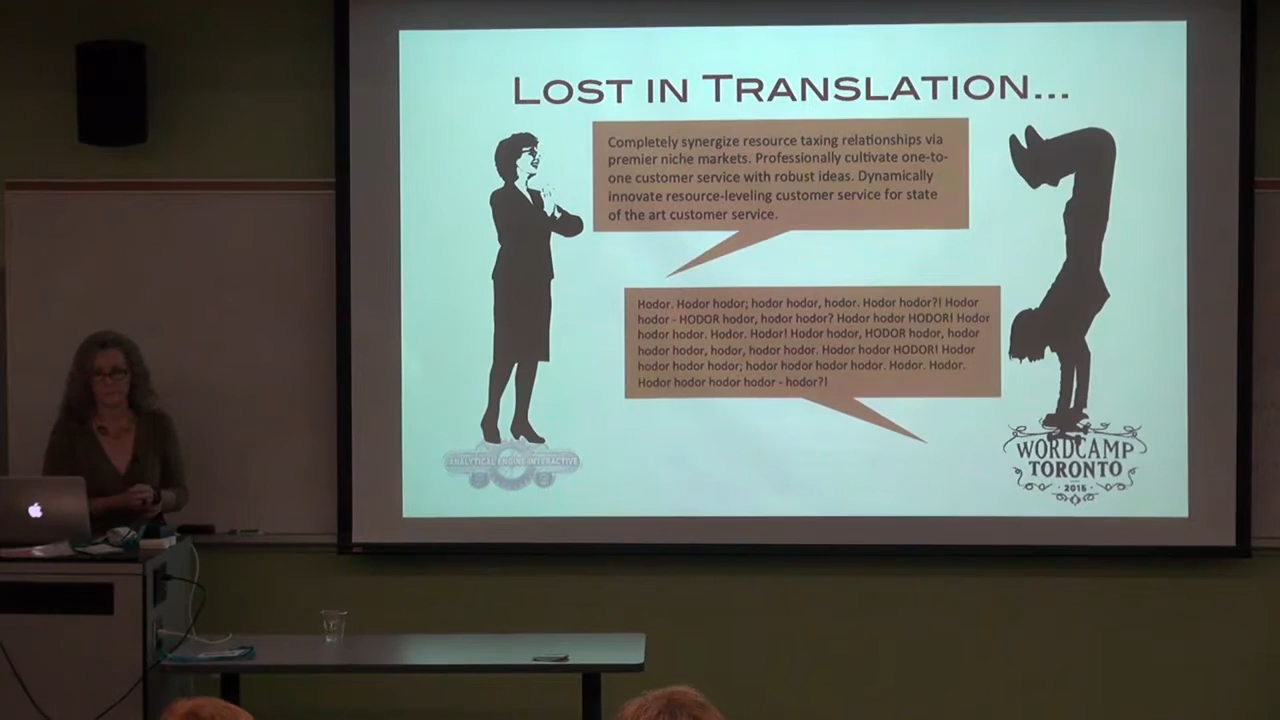 LOST IN TRANSLATION...
Completely synergize resource taxing relationships via
premier niche markets. Professionally cultivate one-to-
one customer service with robust ideas. Dynamically
innovate resource-leveling customer service for state
of the art customer service.
Hodor. Hodor hodor; hodor hodor, hodor. Hodor hodor?! Hodor
hodor - HODOR hodor, hodor hodor? Hodor hodor HODOR! Hodor
hodor hodor. Hodor. Hodor! Hodor hodor, HODOR hodor, hodor
hodor hodor, hodor, hodor hodor. Hodor hodor HODOR! Hodor
hodor hodor hodor; hodor hodor hodor hodor. Hodor. Hodor.
Hodor hodor hodor hodor - hodor?!
ANALYTICAL ENGINE INTERACTIVE
WORDCAMP
TORONTO
· 2015 ·